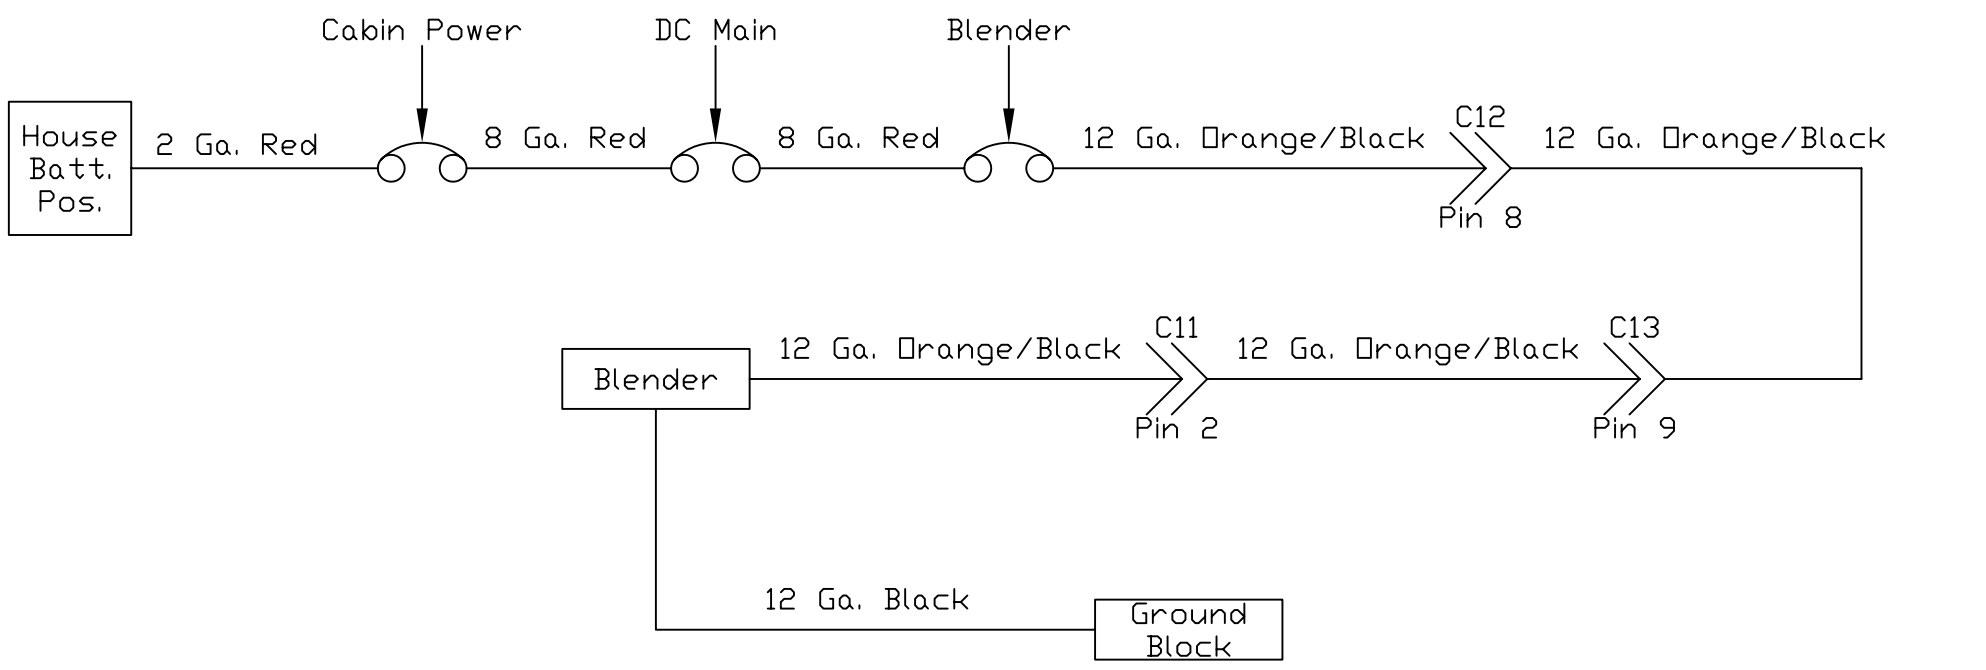 Cabin Power
DC Main
Blender
House
Batt.
Pos.
2 Ga. Red
8 Ga. Red
8 Ga. Red
12 Ga. Orange/Black
C12
Pin 8
12 Ga. Orange/Black
Blender
12 Ga. Orange/Black
C11
Pin 2
12 Ga. Orange/Black
C13
Pin 9
12 Ga. Black
Ground
Block